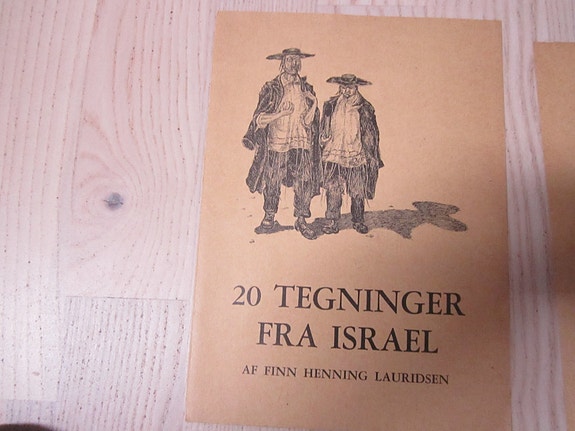 20 TEGNINGER
FRA ISRAEL
AF FINN HENNING LAURIDSEN